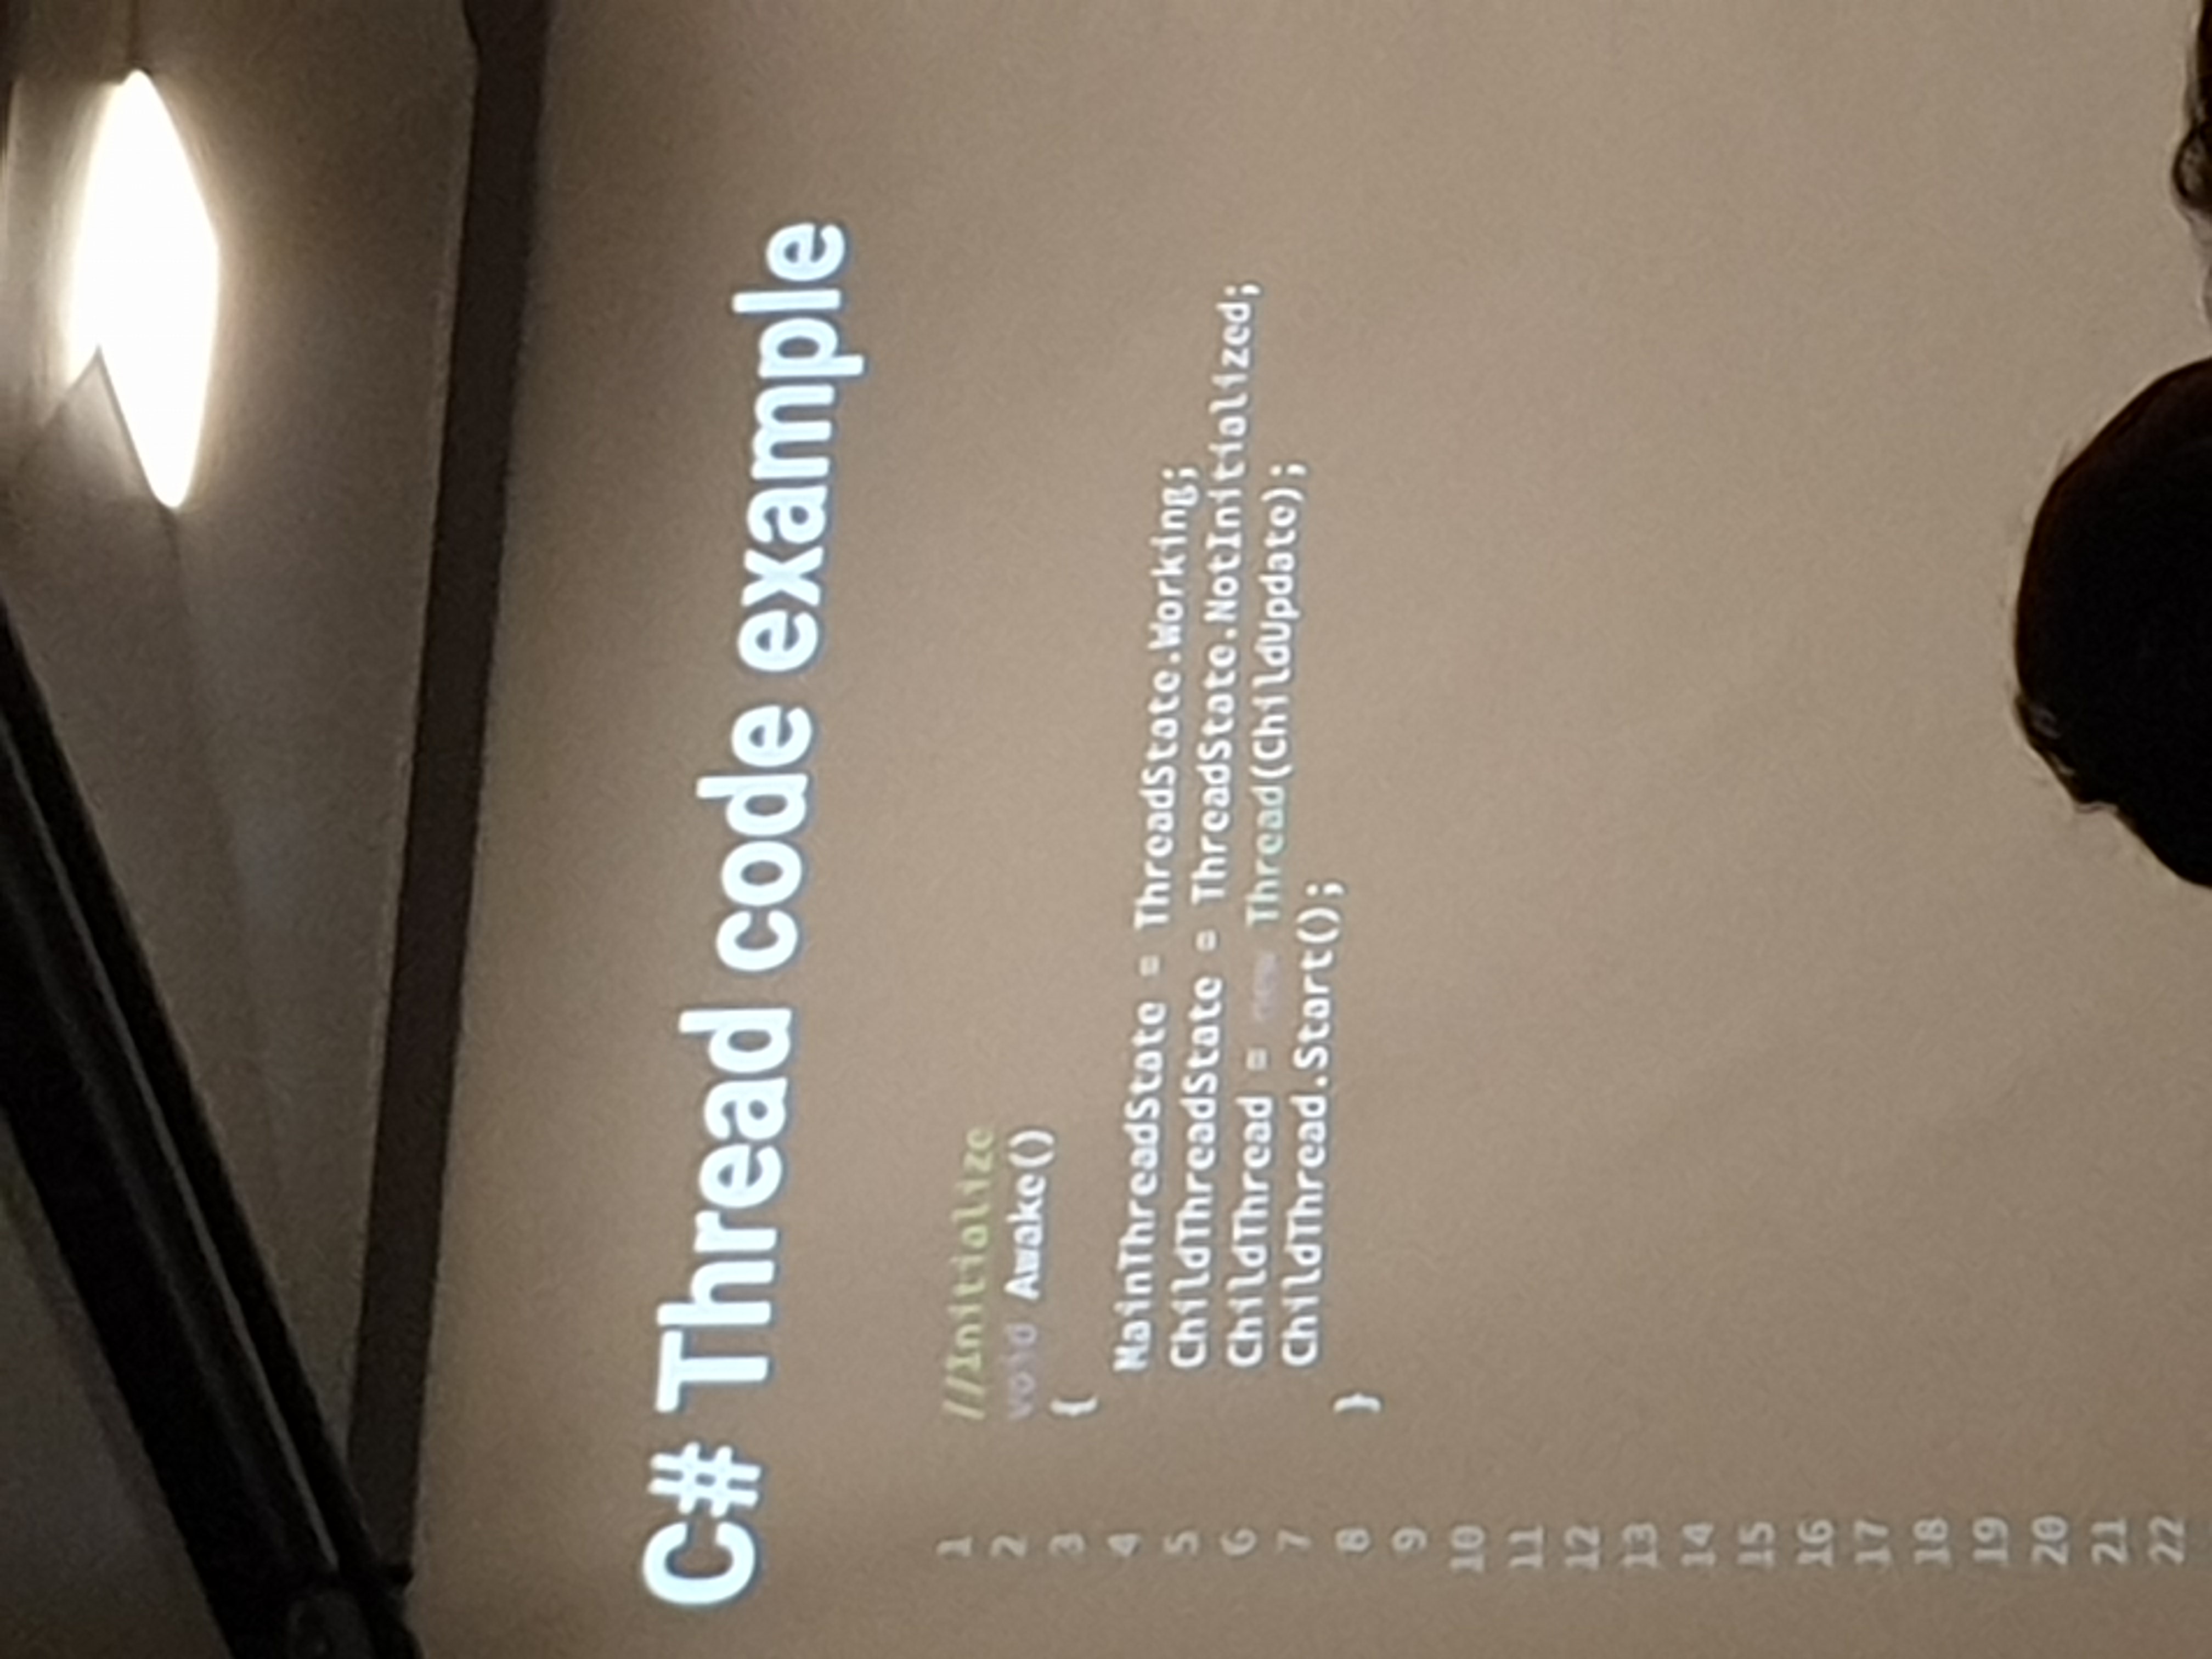 C# Thread code example
1 //Initialize
2 void Awake()
3 {
4 MainThreadState = ThreadState.Working;
5 ChildThreadState = ThreadState.NotInitialized;
6 ChildThread = new Thread(ChildUpdate);
7 ChildThread.Start();
8 }
9
10
11
12
13
14
15
16
17
18
19
20
21
22